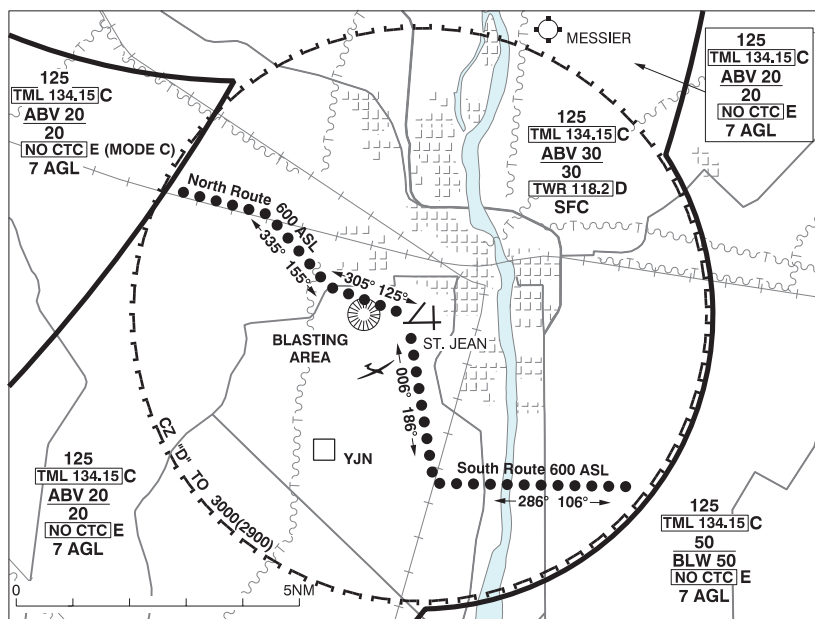 MESSIER
125
TML 134.15 C
ABV 20
20
NO CTC E (MODE C)
7 AGL
125
TML 134.15 C
ABV 30
30
TWR 118.2 D
SFC
125
TML 134.15 C
ABV 20
20
NO CTC E
7 AGL
North Route 600 ASL
335° 155°
305° 125°
BLASTING
AREA
ST. JEAN
006° 186°
YJN
South Route 600 ASL
286° 106°
CZ "D" TO 3000(2900)
125
TML 134.15 C
ABV 20
20
NO CTC E
7 AGL
125
TML 134.15 C
50
BLW 50
NO CTC E
7 AGL
0
5NM